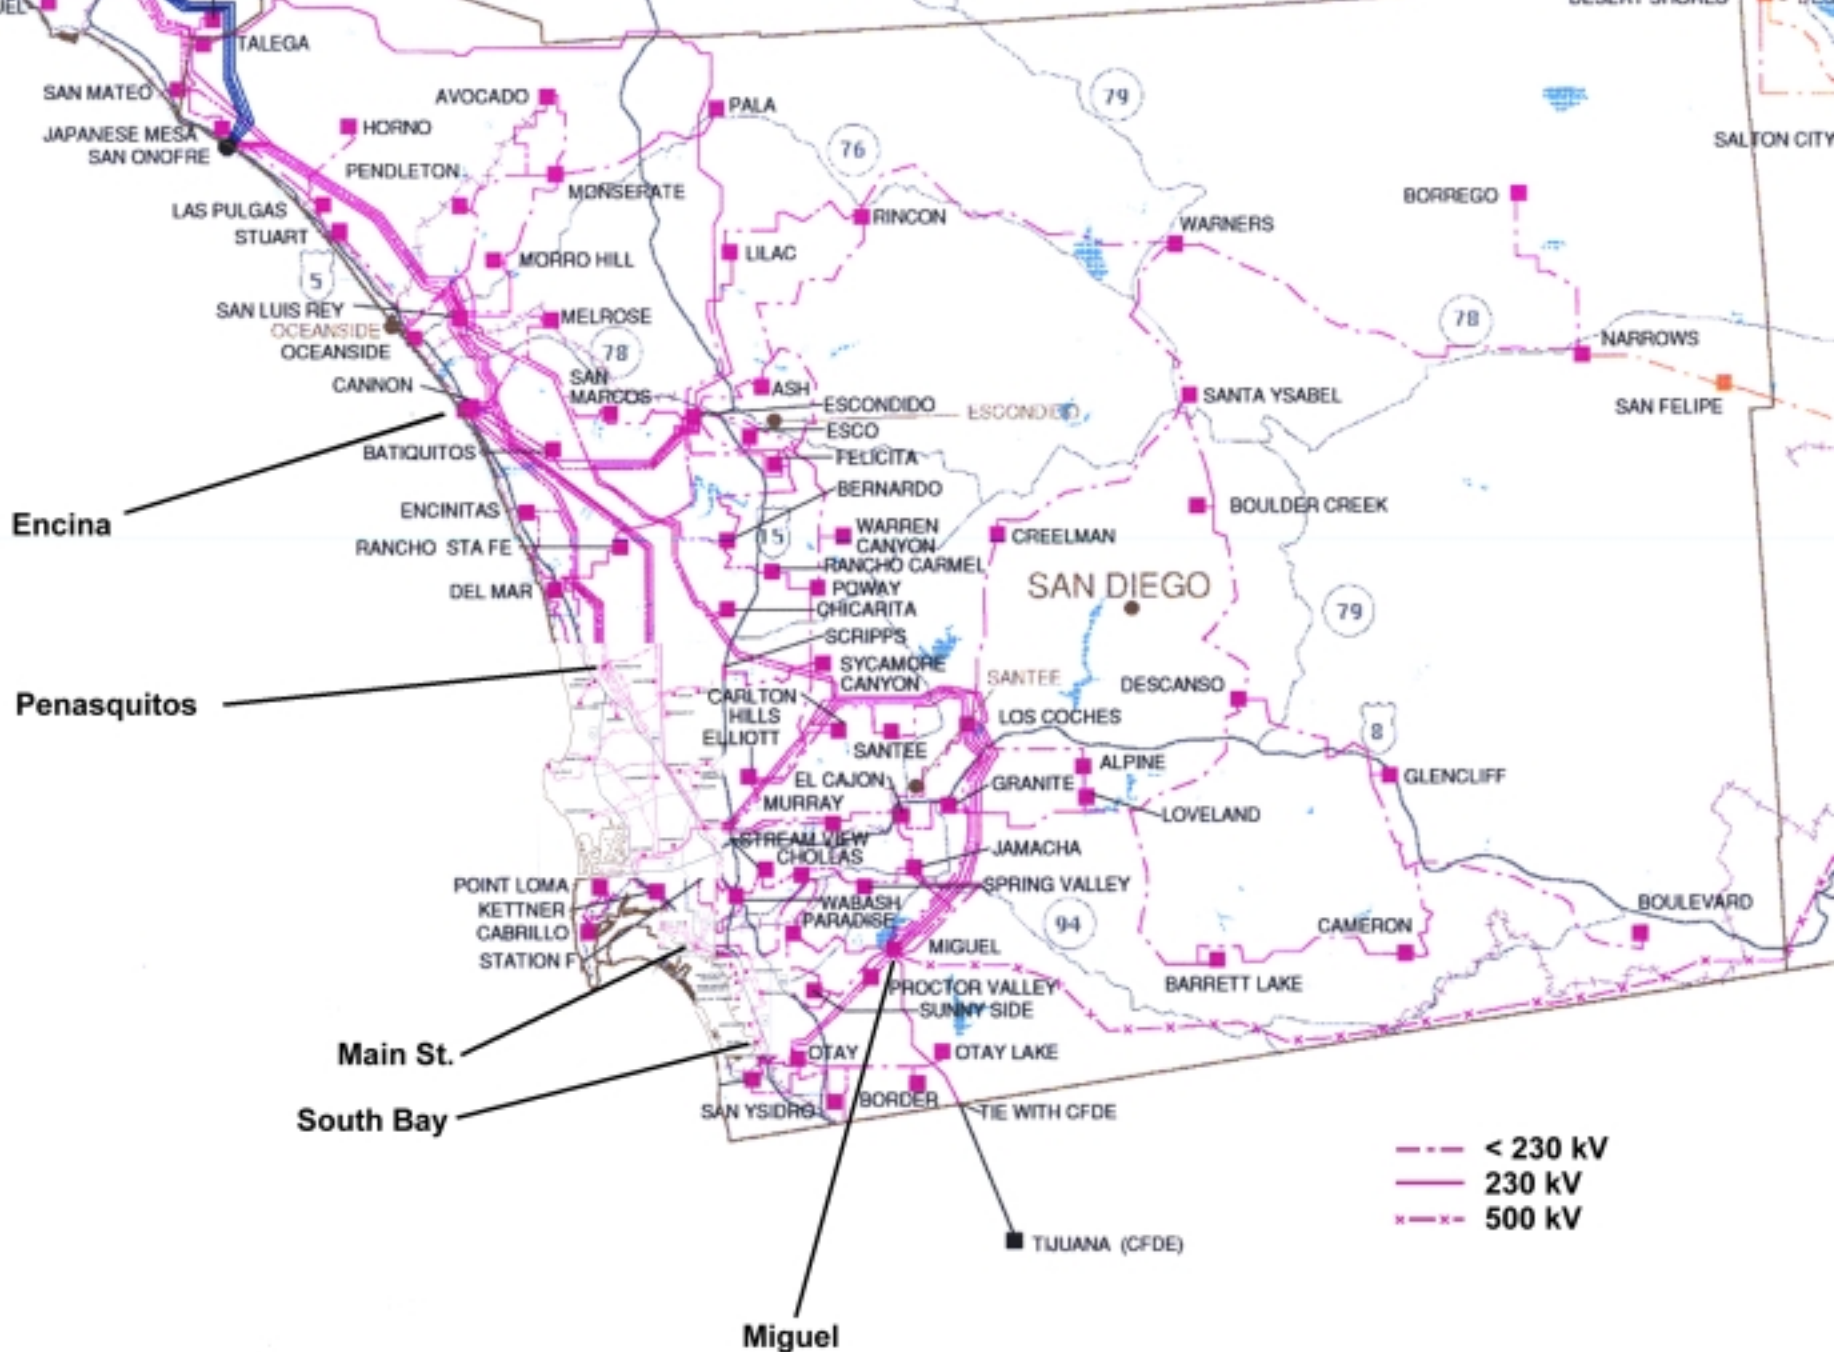 TALEGA
SAN MATEO
AVOCADO
PALA
79
JAPANESE MESA
HORNO
SAN ONOFRE
76
SALTON CITY
PENDLETON
MONSERATE
BORREGO
LAS PULGAS
RINCON
STUART
WARNERS
LILAC
MORRO HILL
5
SAN LUIS REY
MELROSE
OCEANSIDE
78
OCEANSIDE
78
NARROWS
CANNON
SAN
MARCOS
ASH
SANTA YSABEL
SAN FELIPE
ESCONDIDO
ESCONDIDO
ESCO
BATIQUITOS
FELICITA
BERNARDO
ENCINITAS
BOULDER CREEK
Encina
WARREN
CANYON
15
CREELMAN
RANCHO STA FE
RANCHO CARMEL
SAN DIEGO
DEL MAR
POWAY
CHICARITA
79
SCRIPPS
SYCAMORE
CANYON
SANTEE
DESCANSO
Penasquitos
CARLTON
HILLS
LOS COCHES
ELLIOTT
SANTEE
8
ALPINE
EL CAJON
GRANITE
GLENCLIFF
MURRAY
LOVELAND
STREAM VIEW
CHOLLAS
JAMACHA
POINT LOMA
SPRING VALLEY
KETTNER
WABASH
BOULEVARD
PARADISE
94
CABRILLO
CAMERON
MIGUEL
STATION F
PROCTOR VALLEY
BARRETT LAKE
SUNNY SIDE
Main St.
OTAY
OTAY LAKE
South Bay
SAN YSIDRO
BORDER
TIE WITH CFDE
< 230 kV
230 kV
500 kV
TIJUANA (CFDE)
Miguel